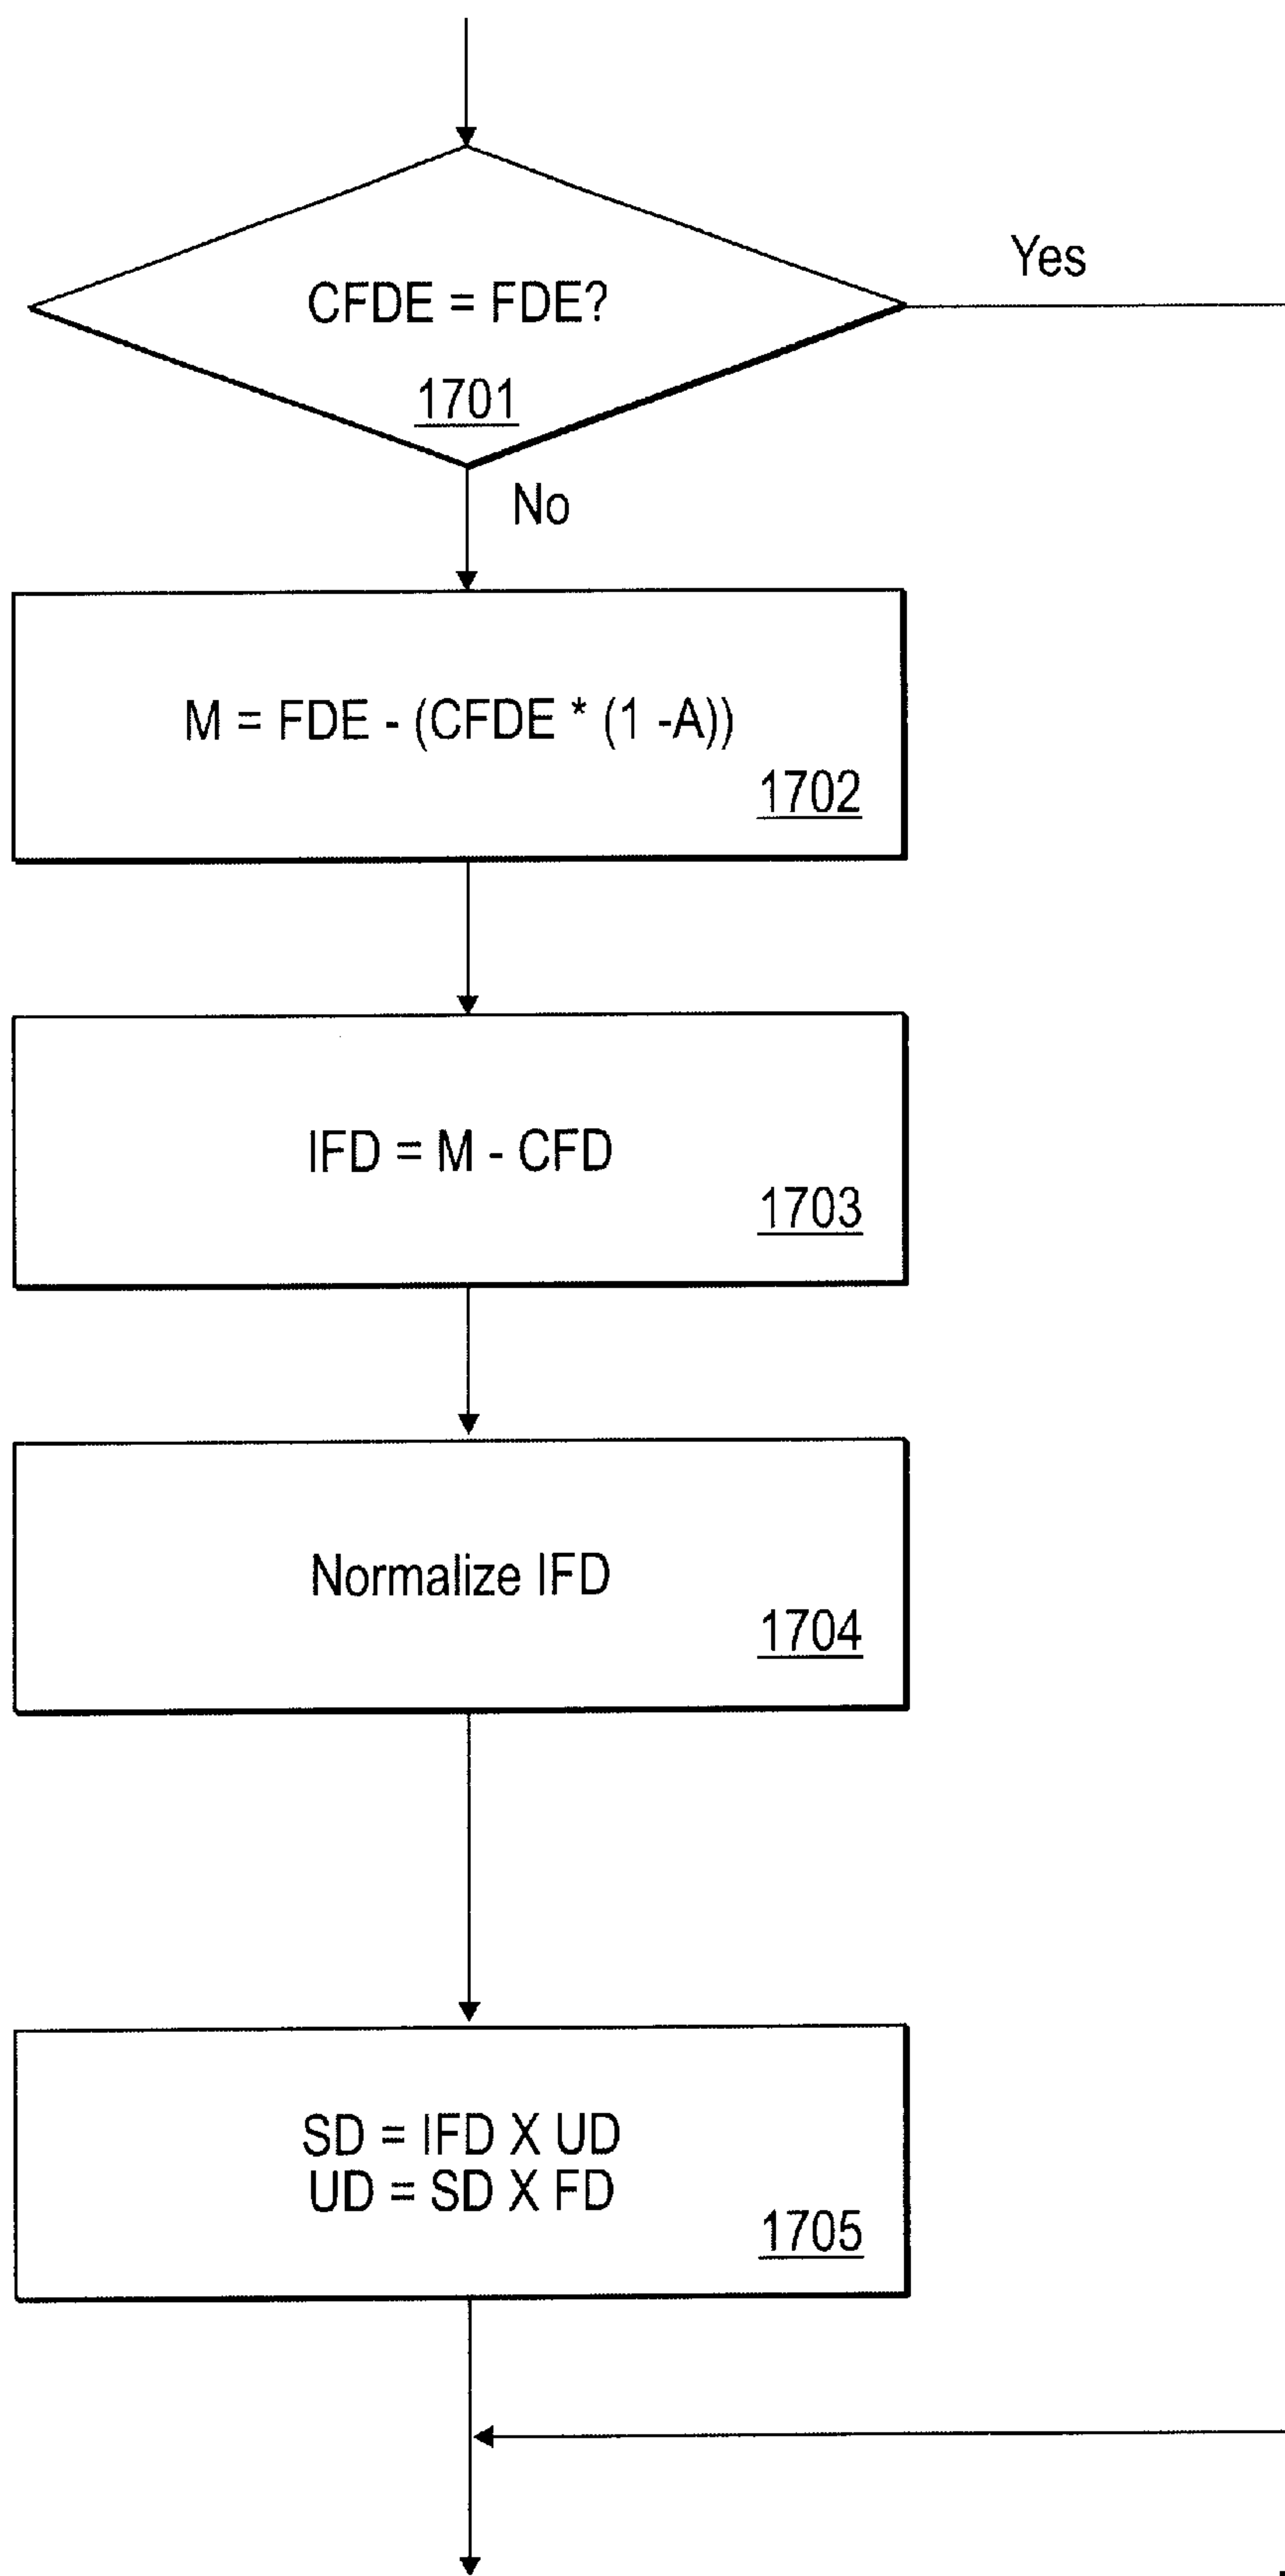 CFDE = FDE?
1701
Yes
No
M = FDE - (CFDE * (1 -A))
1702
IFD = M - CFD
1703
Normalize IFD
1704
SD = IFD X UD
UD = SD X FD
1705